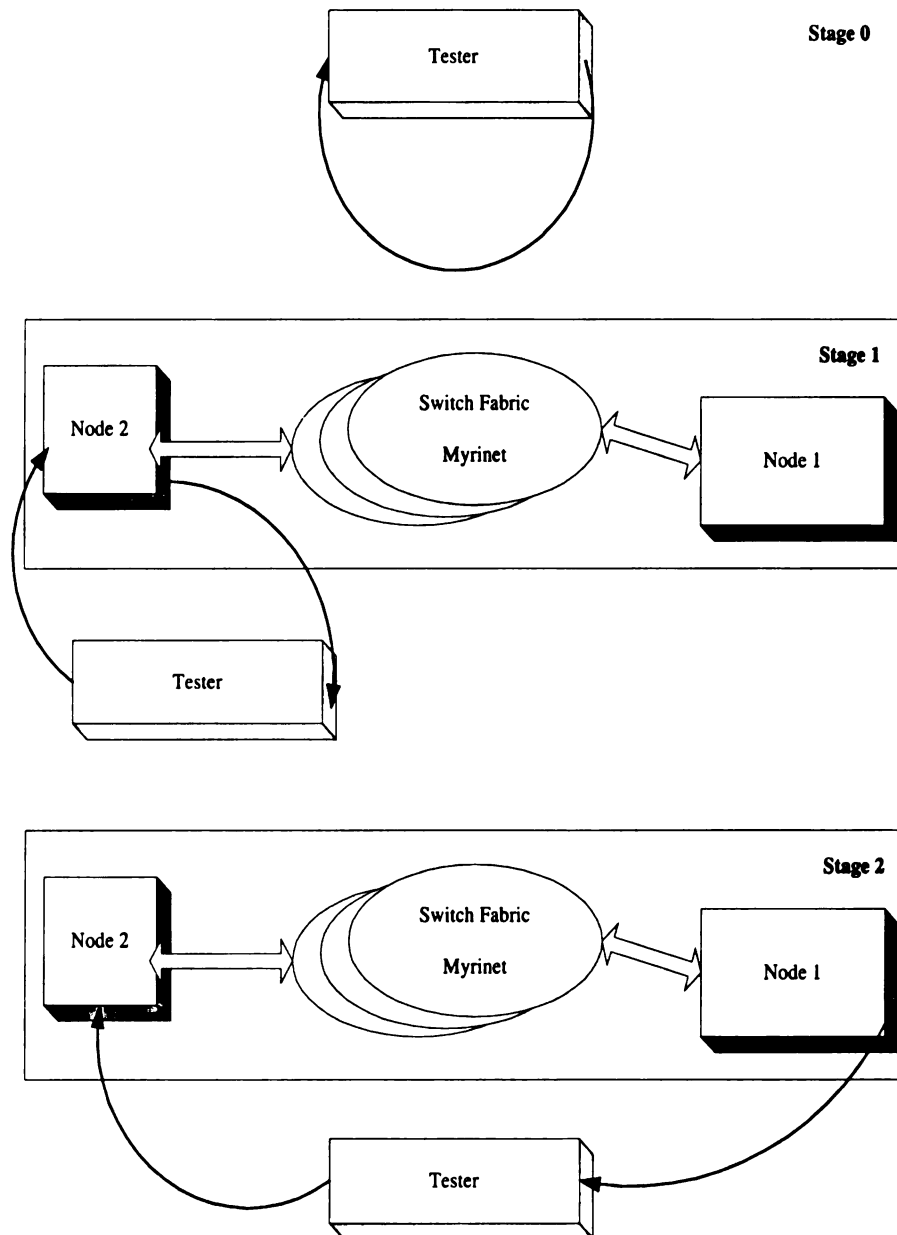 Stage 0
Tester
Stage 1
Node 2
Switch Fabric
Myrinet
Node 1
Tester
Stage 2
Node 2
Switch Fabric
Myrinet
Node 1
Tester